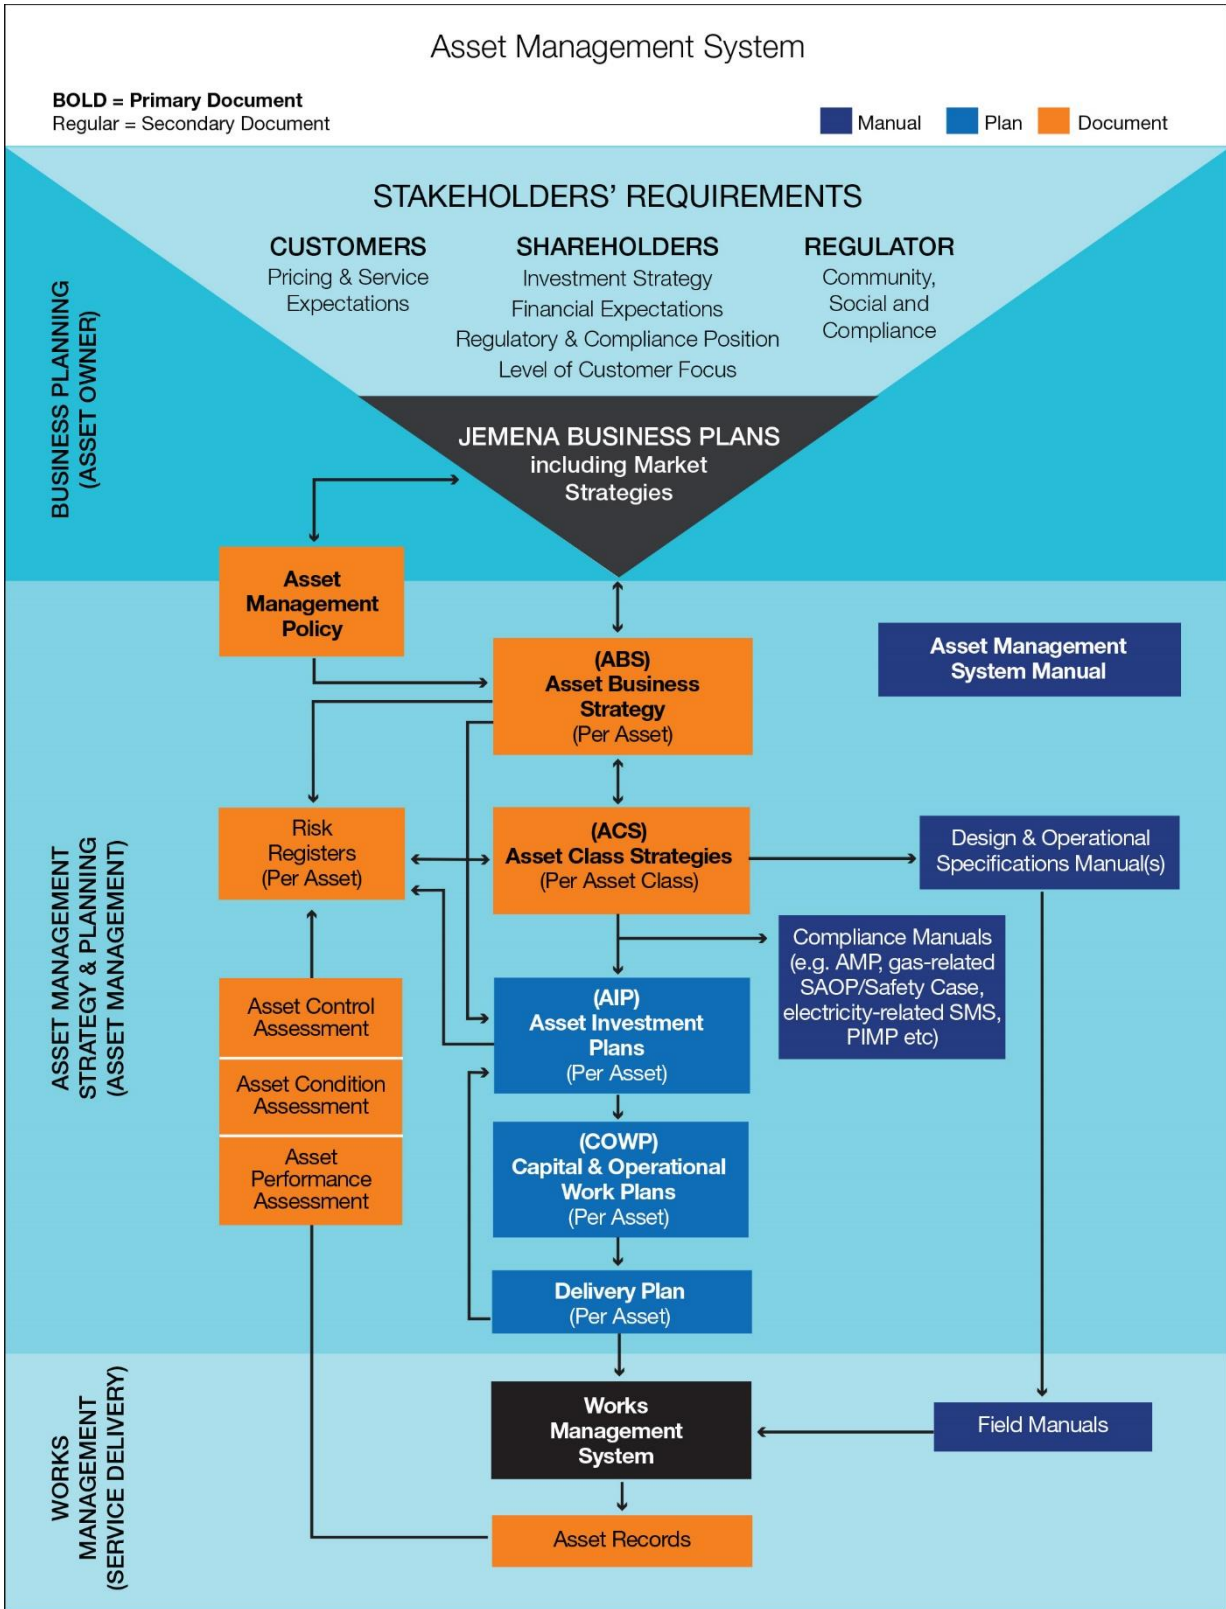 Asset Management System
BOLD = Primary Document
Regular = Secondary Document
Manual
Plan
Document
STAKEHOLDERS' REQUIREMENTS
CUSTOMERS
Pricing & Service
Expectations
SHAREHOLDERS
Investment Strategy
Financial Expectations
Regulatory & Compliance Position
Level of Customer Focus
REGULATOR
Community,
Social and
Compliance
BUSINESS PLANNING
(ASSET OWNER)
JEMENA BUSINESS PLANS
including Market
Strategies
Asset
Management
Policy
(ABS)
Asset Business
Strategy
(Per Asset)
Asset Management
System Manual
ASSET MANAGEMENT
STRATEGY & PLANNING
(ASSET MANAGEMENT)
Risk
Registers
(Per Asset)
(ACS)
Asset Class Strategies
(Per Asset Class)
Design & Operational
Specifications Manual(s)
Compliance Manuals
(e.g. AMP, gas-related
SAOP/Safety Case,
electricity-related SMS,
PIMP etc)
Asset Control
Assessment
Asset Condition
Assessment
Asset
Performance
Assessment
(AIP)
Asset Investment
Plans
(Per Asset)
(COWP)
Capital & Operational
Work Plans
(Per Asset)
Delivery Plan
(Per Asset)
WORKS
MANAGEMENT
(SERVICE DELIVERY)
Works
Management
System
Field Manuals
Asset Records